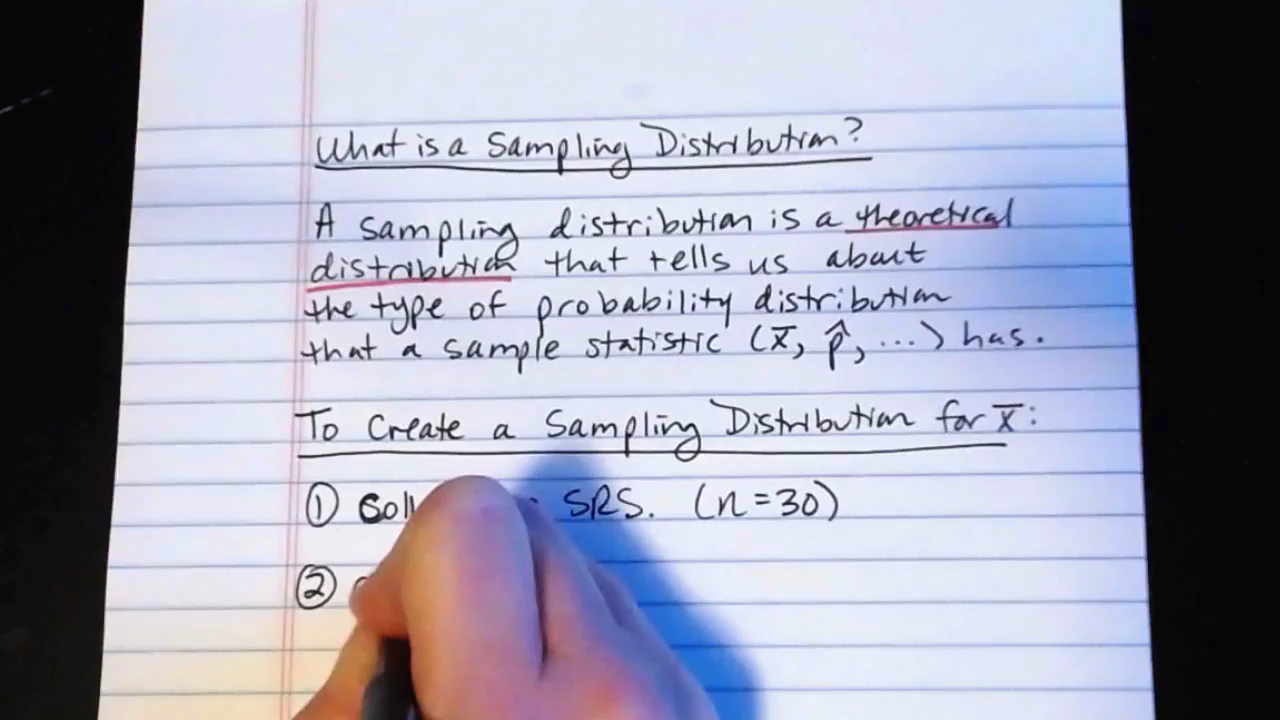 What is a Sampling Distribution?
A sampling distribution is a theoretical
distribution that tells us about
the type of probability distribution
that a sample statistic (x̄, p̂, ...) has.
To Create a Sampling Distribution for x̄:
① SRS. (n=30)
②